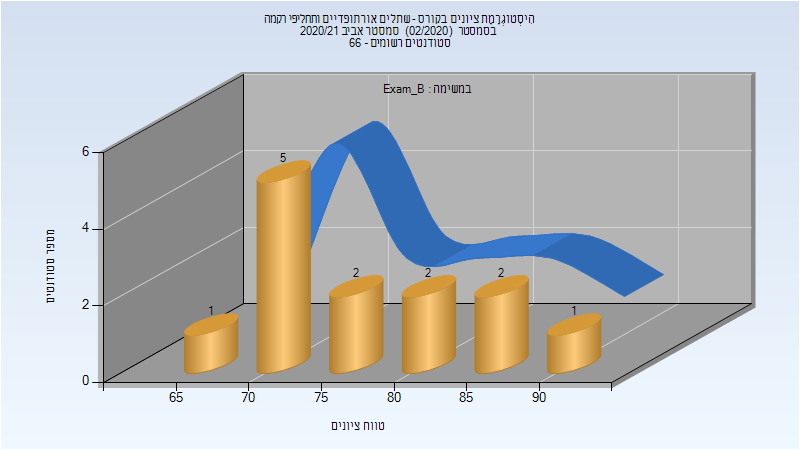 היסטוגרמת ציונים בקורס - שתלים אורתופדיים ותחליפי רקמה
בסמסטר (02/2020) סמסטר אביב 2020/21
סטודנטים רשומים - 66
במשימה : Exam_B
מספר סטודנטים
6
4
2
0
1
5
2
2
2
1
65
70
75
80
85
90
טווח ציונים